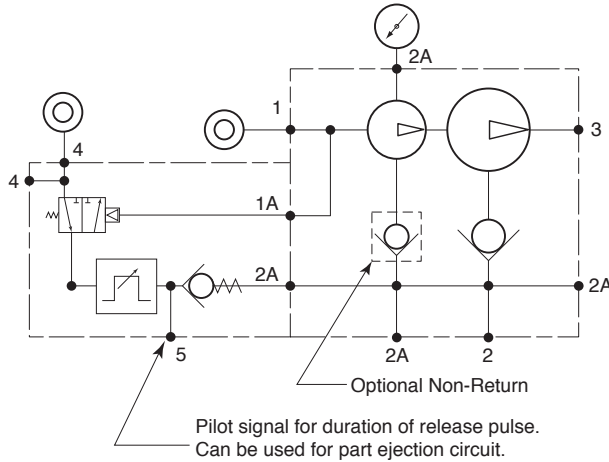 2A
1
3
4
4
1A
2A
2A
5
2A
2
Optional Non-Return
Pilot signal for duration of release pulse.
Can be used for part ejection circuit.